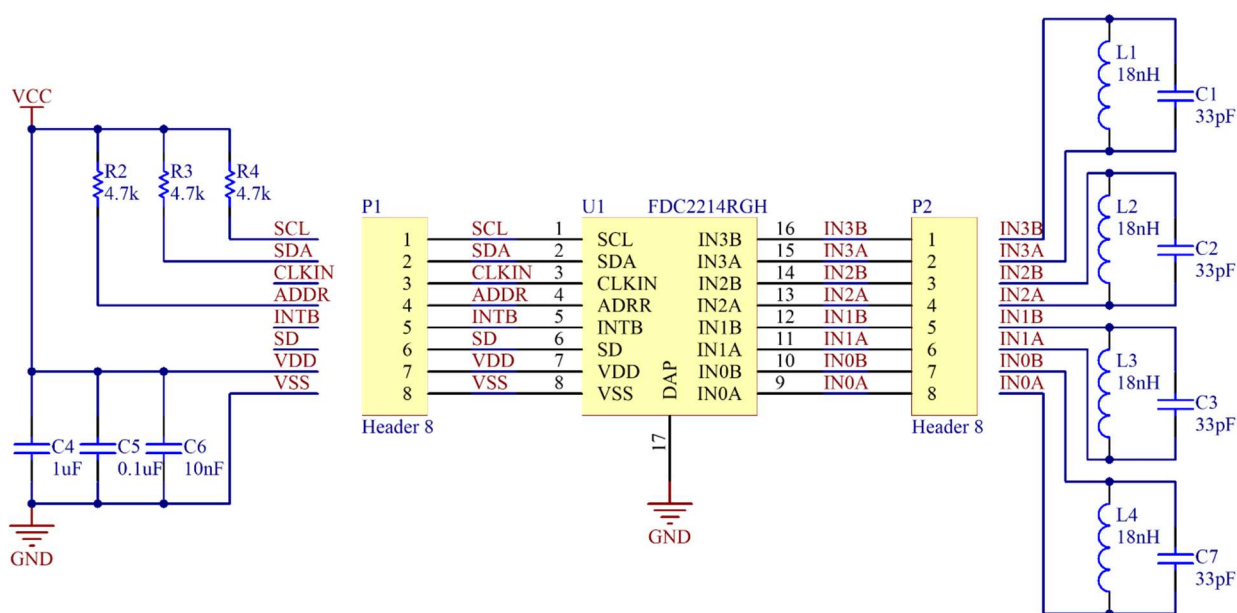 VCC
R2
4.7k
R3
4.7k
R4
4.7k
SCL
SDA
CLKIN
ADDR
INTB
SD
VDD
VSS
C4
1uF
C5
0.1uF
C6
10nF
GND
P1
1
2
3
4
5
6
7
8
Header 8
SCL 1
SDA 2
CLKIN 3
ADDR 4
INTB 5
SD 6
VDD 7
VSS 8
U1 FDC2214RGH
SCL IN3B
SDA IN3A
CLKIN IN2B
ADRR IN2A
INTB IN1B
SD IN1A
VDD IN0B
VSS IN0A
DAP
17
GND
16 IN3B
15 IN3A
14 IN2B
13 IN2A
12 IN1B
11 IN1A
10 IN0B
9 IN0A
P2
1
2
3
4
5
6
7
8
Header 8
IN3B
IN3A
IN2B
IN2A
IN1B
IN1A
IN0B
IN0A
L1
18nH
C1
33pF
L2
18nH
C2
33pF
L3
18nH
C3
33pF
L4
18nH
C7
33pF